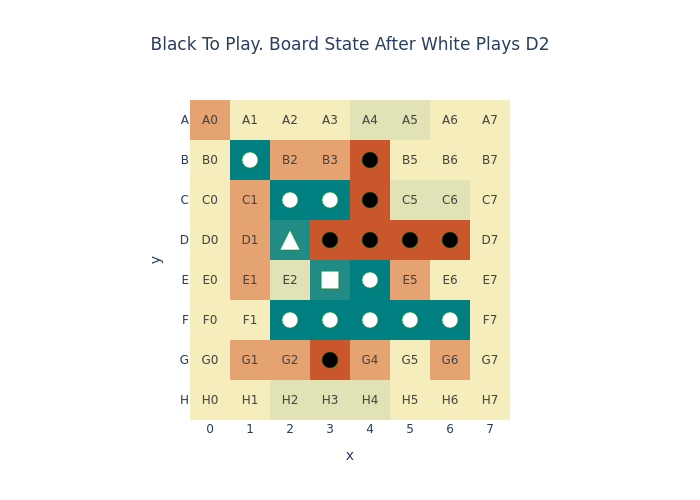 Black To Play. Board State After White Plays D2
A A0 A1 A2 A3 A4 A5 A6 A7
B B0 B2 B3 B5 B6 B7
C C0 C1 C5 C6 C7
D D0 D1 D7
y
E E0 E1 E2 E5 E6 E7
F F0 F1 F7
G G0 G1 G2 G4 G5 G6 G7
H H0 H1 H2 H3 H4 H5 H6 H7
0 1 2 3 4 5 6 7
x